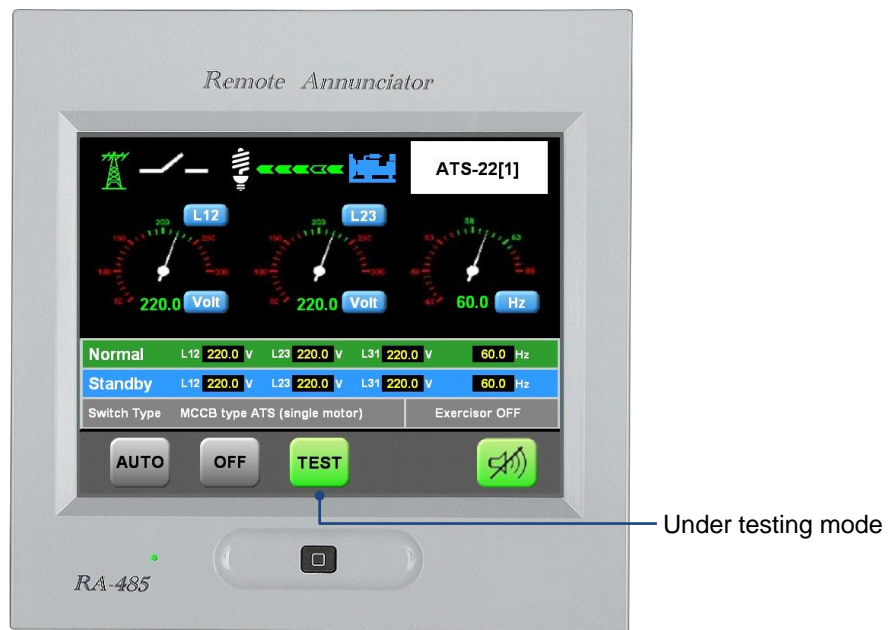 Remote Annunciator
ATS-22[1]
L12
L23
220.0 Volt
220.0 Volt
60.0 Hz
Normal L12 220.0 V L23 220.0 V L31 220.0 V 60.0 Hz
Standby L12 220.0 V L23 220.0 V L31 220.0 V 60.0 Hz
Switch Type MCCB type ATS (single motor) Exercisor OFF
AUTO OFF TEST
Under testing mode
RA-485